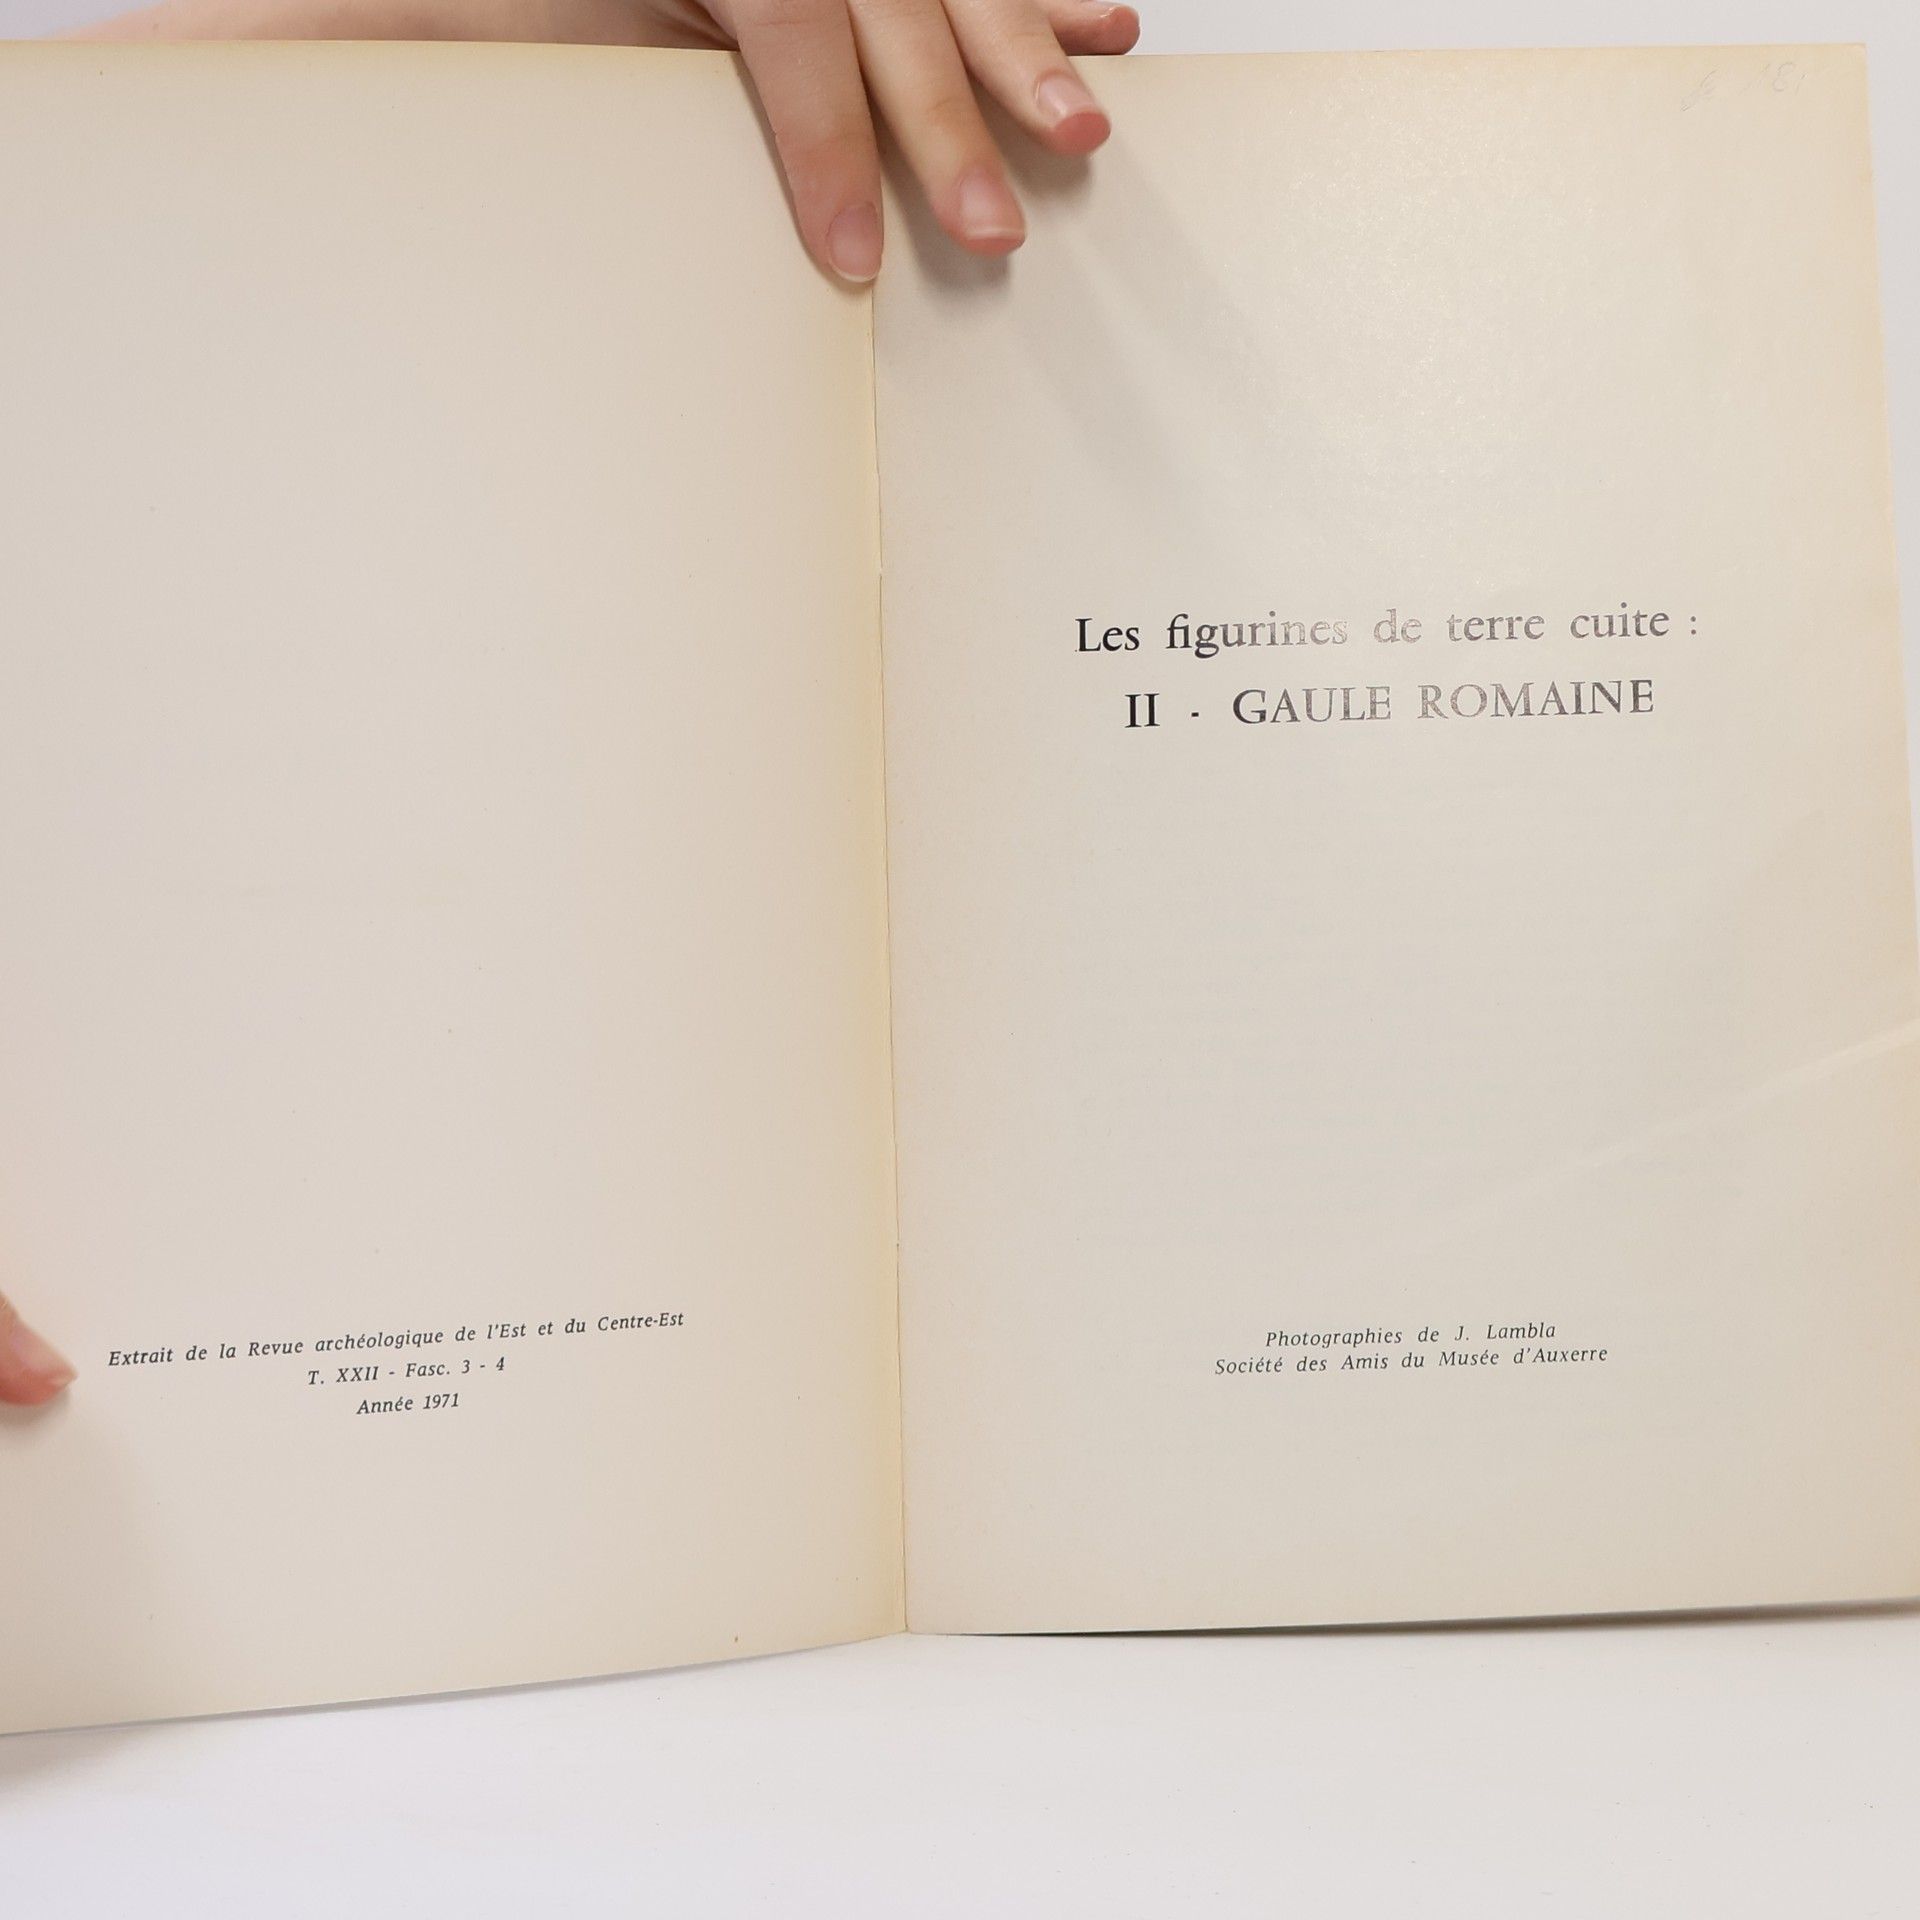 Extrait de la Revue archéologique de l'Est et du Centre-Est
T. XXII - Fasc. 3 - 4
Année 1971
Les figurines de terre cuite :
II - GAULE ROMAINE
Photographies de J. Lambla
Société des Amis du Musée d'Auxerre